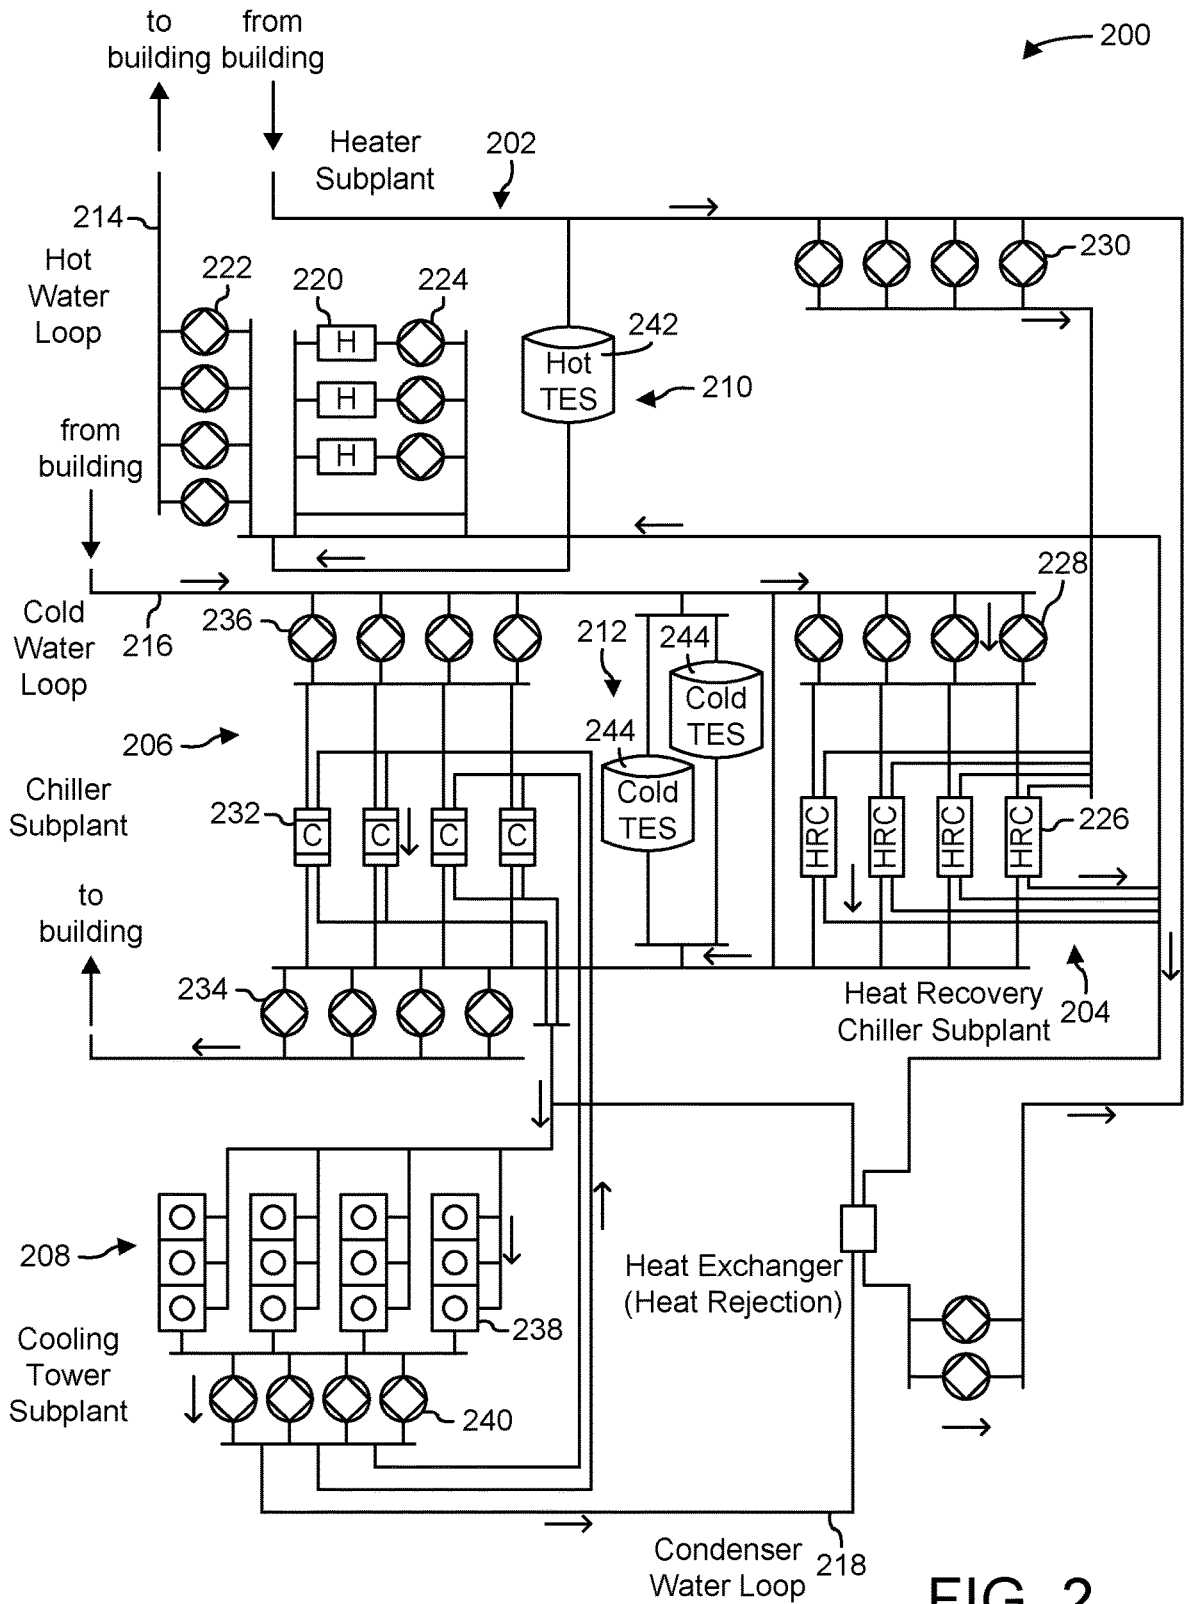 to
building
from
building
200
Heater
Subplant
202
214
Hot
Water
Loop
222
220
224
230
H
H
H
Hot
TES
242
210
from
building
228
Cold
Water
Loop
216
236
212
244
Cold
TES
244
Cold
TES
206
Chiller
Subplant
232
C
C
C
C
HRC
HRC
HRC
HRC
226
to
building
234
Heat Recovery
Chiller Subplant
204
208
Heat Exchanger
(Heat Rejection)
238
Cooling
Tower
Subplant
240
Condenser
Water Loop
218
FIG. 2